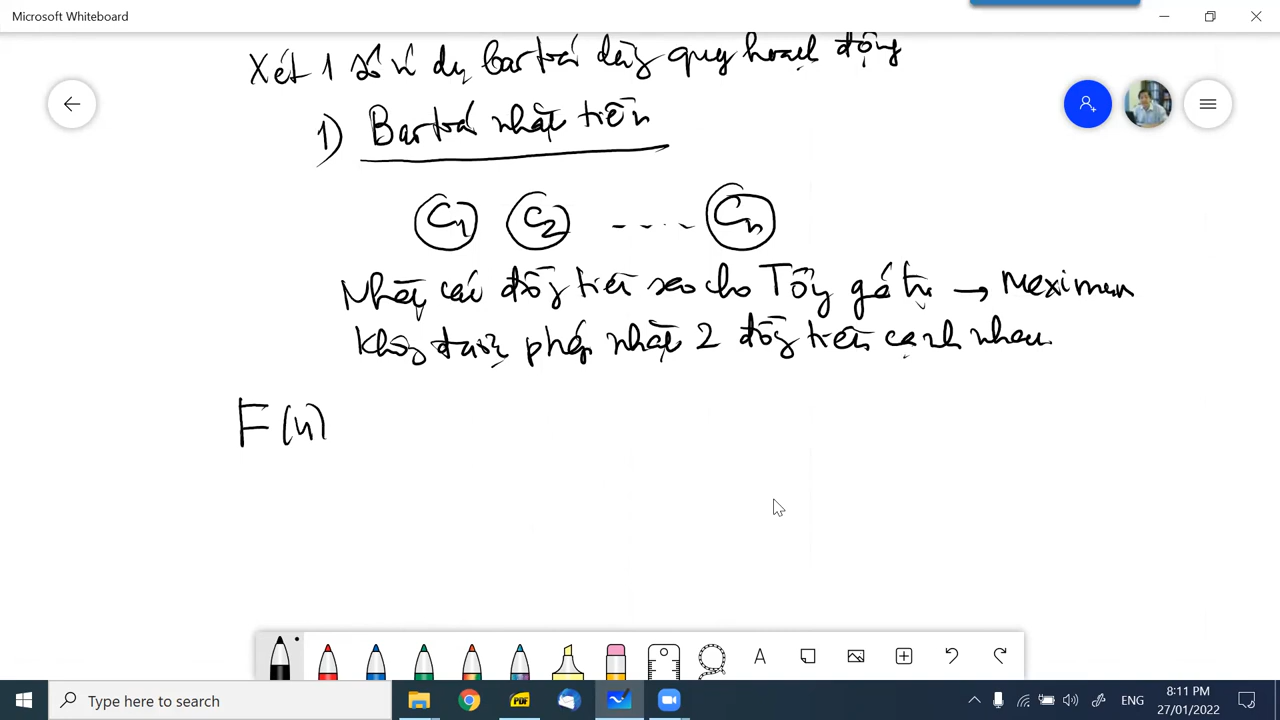 Microsoft Whiteboard
Xét 1 số ví dụ bài toán dùng quy hoạch động
1) Bài toán nhặt tiền
C1 C2 ..... Cn
Nhặt các đồng tiền sao cho Tổng giá trị → Maximum
Không được phép nhặt 2 đồng tiền cạnh nhau.
F(n)
Type here to search
PDF
ENG
8:11 PM
27/01/2022